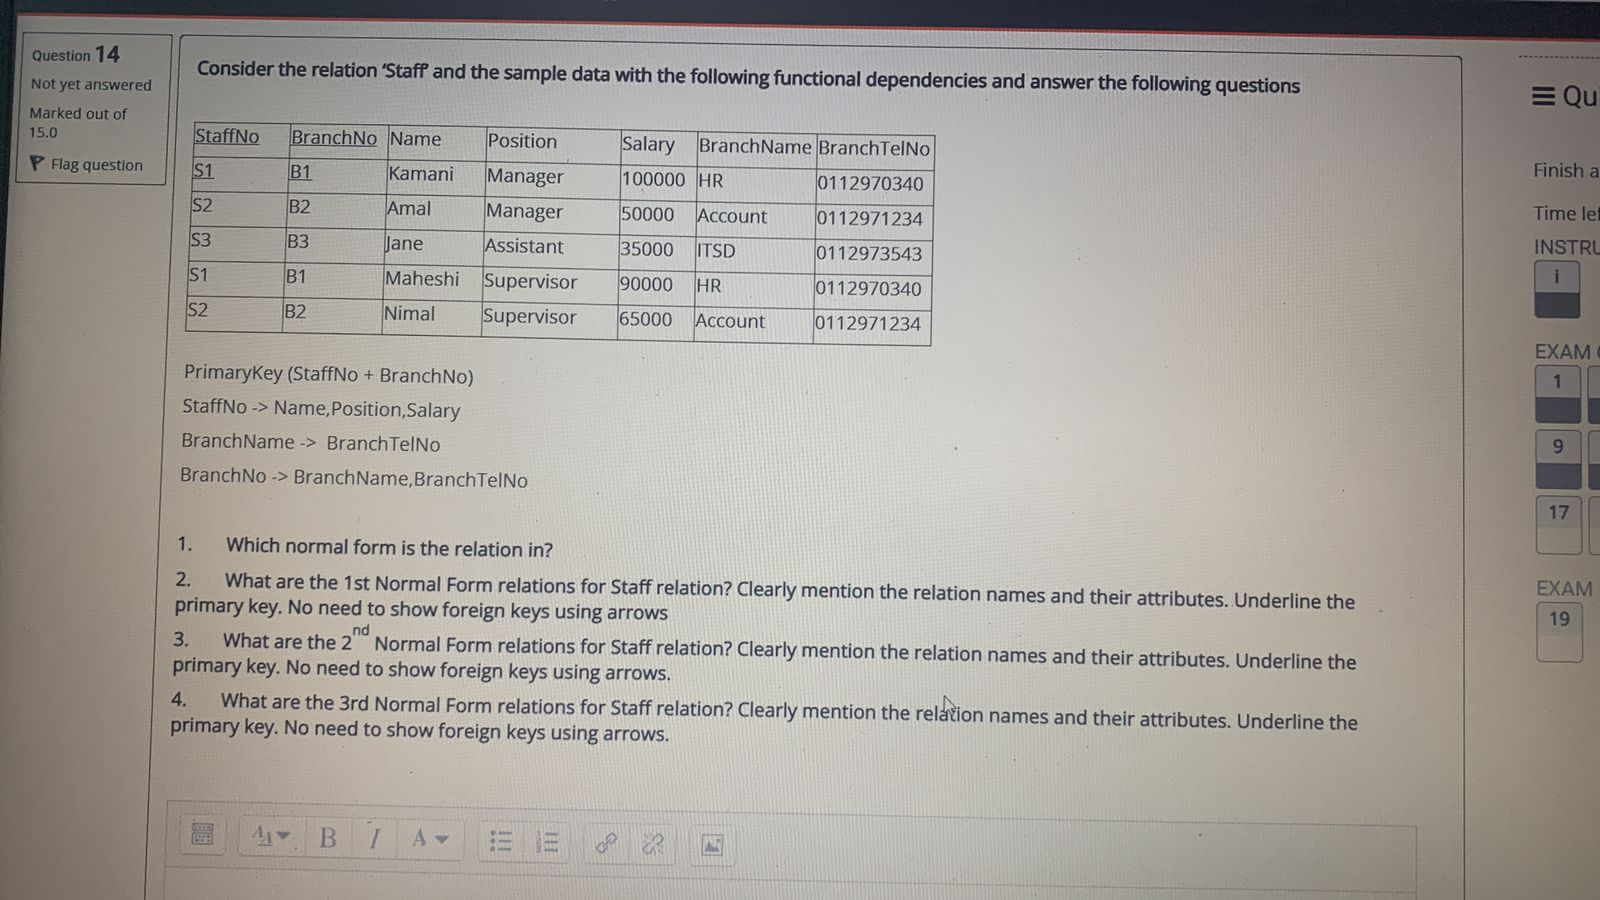 Question 14
Not yet answered
Marked out of
15.0
Flag question
Consider the relation 'Staff' and the sample data with the following functional dependencies and answer the following questions
StaffNo BranchNo Name Position Salary BranchName BranchTelNo
S1 B1 Kamani Manager 100000 HR 0112970340
S2 B2 Amal Manager 50000 Account 0112971234
S3 B3 Jane Assistant 35000 ITSD 0112973543
S1 B1 Maheshi Supervisor 90000 HR 0112970340
S2 B2 Nimal Supervisor 65000 Account 0112971234
PrimaryKey (StaffNo + BranchNo)
StaffNo -> Name,Position,Salary
BranchName -> BranchTelNo
BranchNo -> BranchName,BranchTelNo
1. Which normal form is the relation in?
2. What are the 1st Normal Form relations for Staff relation? Clearly mention the relation names and their attributes. Underline the
primary key. No need to show foreign keys using arrows
3. What are the 2nd Normal Form relations for Staff relation? Clearly mention the relation names and their attributes. Underline the
primary key. No need to show foreign keys using arrows.
4. What are the 3rd Normal Form relations for Staff relation? Clearly mention the relation names and their attributes. Underline the
primary key. No need to show foreign keys using arrows.
B I A
Qu
Finish a
Time lef
INSTRU
i
EXAM
1
9
17
EXAM
19